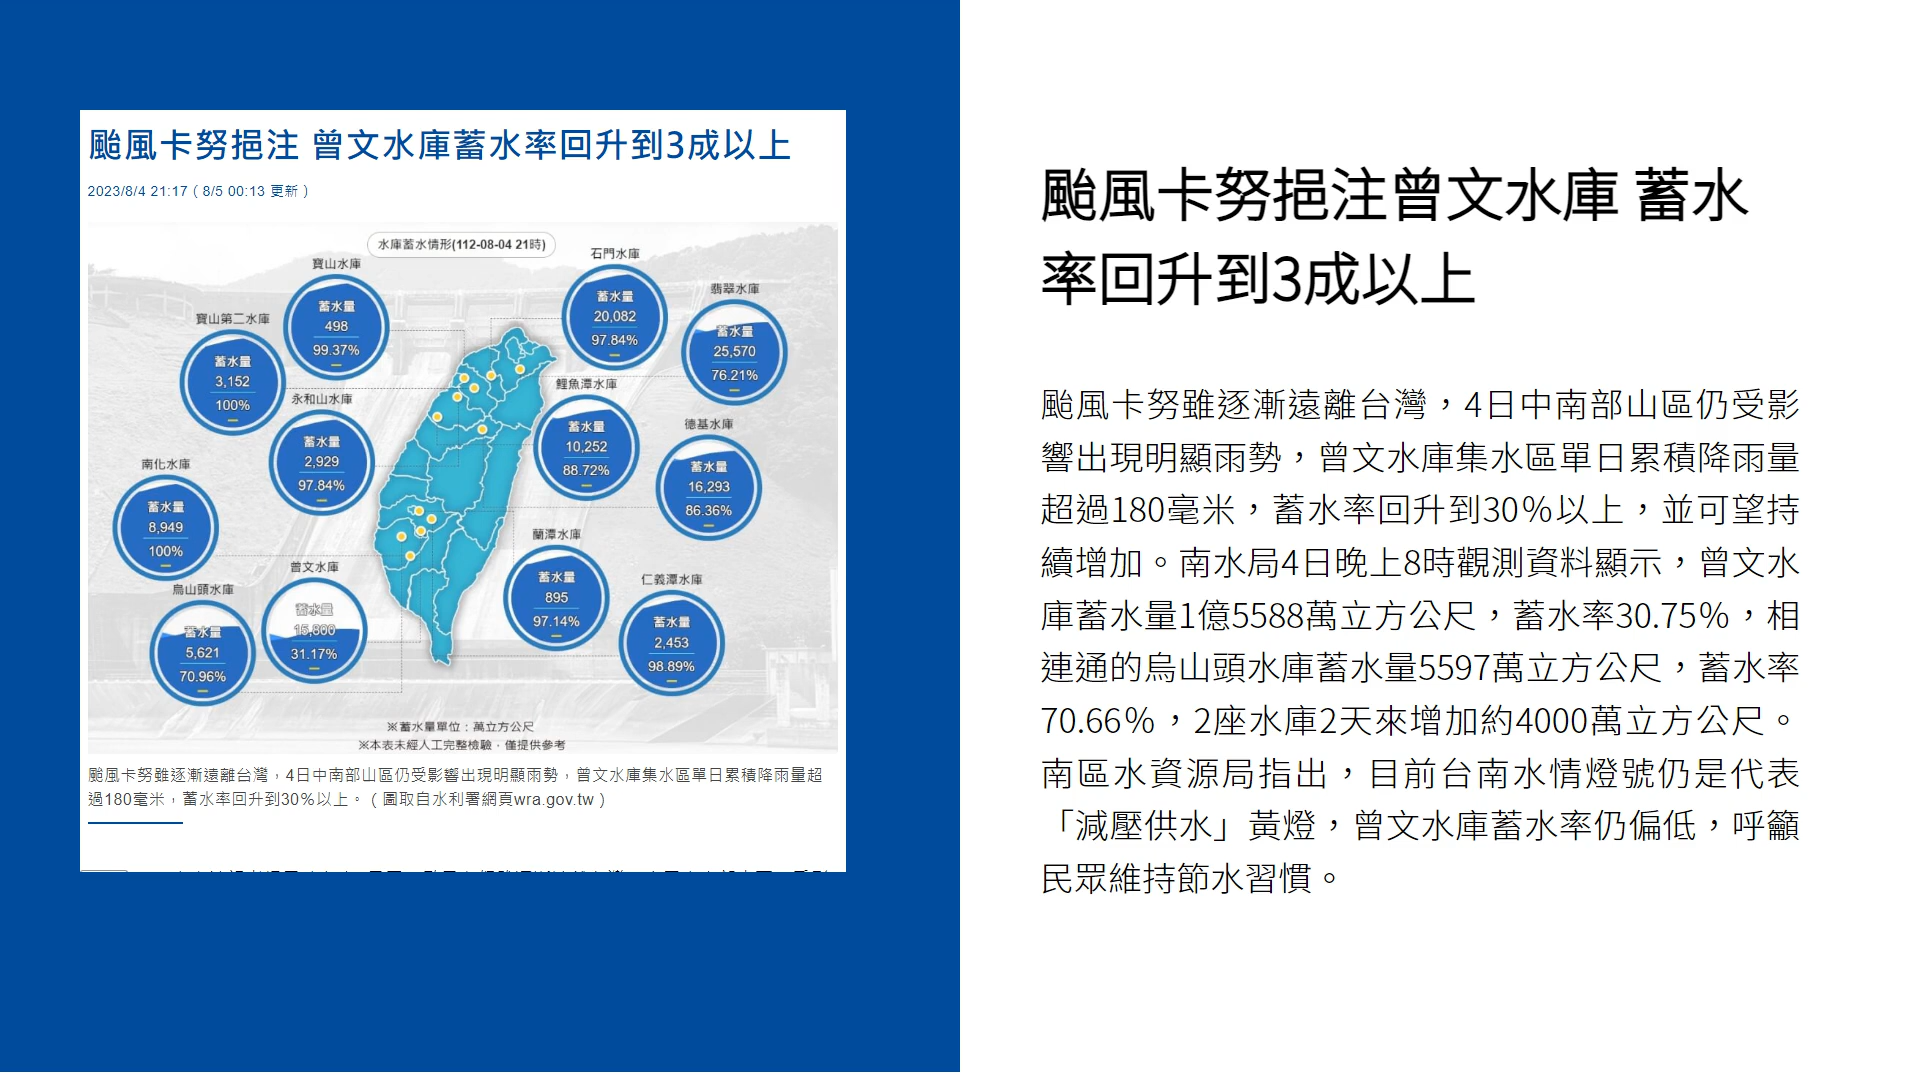 颱風卡努挹注 曾文水庫蓄水率回升到3成以上
2023/8/4 21:17（8/5 00:13 更新）
水庫蓄水情形(112-08-04 21時)
寶山水庫
蓄水量
498
99.37%
石門水庫
蓄水量
20,082
97.84%
翡翠水庫
蓄水量
25,570
76.21%
寶山第二水庫
蓄水量
3,152
100%
永和山水庫
蓄水量
2,929
97.84%
鯉魚潭水庫
蓄水量
10,252
88.72%
德基水庫
蓄水量
16,293
86.36%
南化水庫
蓄水量
8,949
100%
曾文水庫
蓄水量
15,800
31.17%
蘭潭水庫
蓄水量
895
97.14%
仁義潭水庫
蓄水量
2,453
98.89%
烏山頭水庫
蓄水量
5,621
70.96%
※蓄水量單位：萬立方公尺
※本表未經人工完整檢驗，僅提供參考
颱風卡努雖逐漸遠離台灣，4日中南部山區仍受影響出現明顯雨勢，曾文水庫集水區單日累積降雨量超
過180毫米，蓄水率回升到30%以上。（圖取自水利署網頁wra.gov.tw）
颱風卡努挹注曾文水庫 蓄水
率回升到3成以上
颱風卡努雖逐漸遠離台灣，4日中南部山區仍受影
響出現明顯雨勢，曾文水庫集水區單日累積降雨量
超過180毫米，蓄水率回升到30%以上，並可望持
續增加。南水局4日晚上8時觀測資料顯示，曾文水
庫蓄水量1億5588萬立方公尺，蓄水率30.75%，相
連通的烏山頭水庫蓄水量5597萬立方公尺，蓄水率
70.66%，2座水庫2天來增加約4000萬立方公尺。
南區水資源局指出，目前台南水情燈號仍是代表
「減壓供水」黃燈，曾文水庫蓄水率仍偏低，呼籲
民眾維持節水習慣。